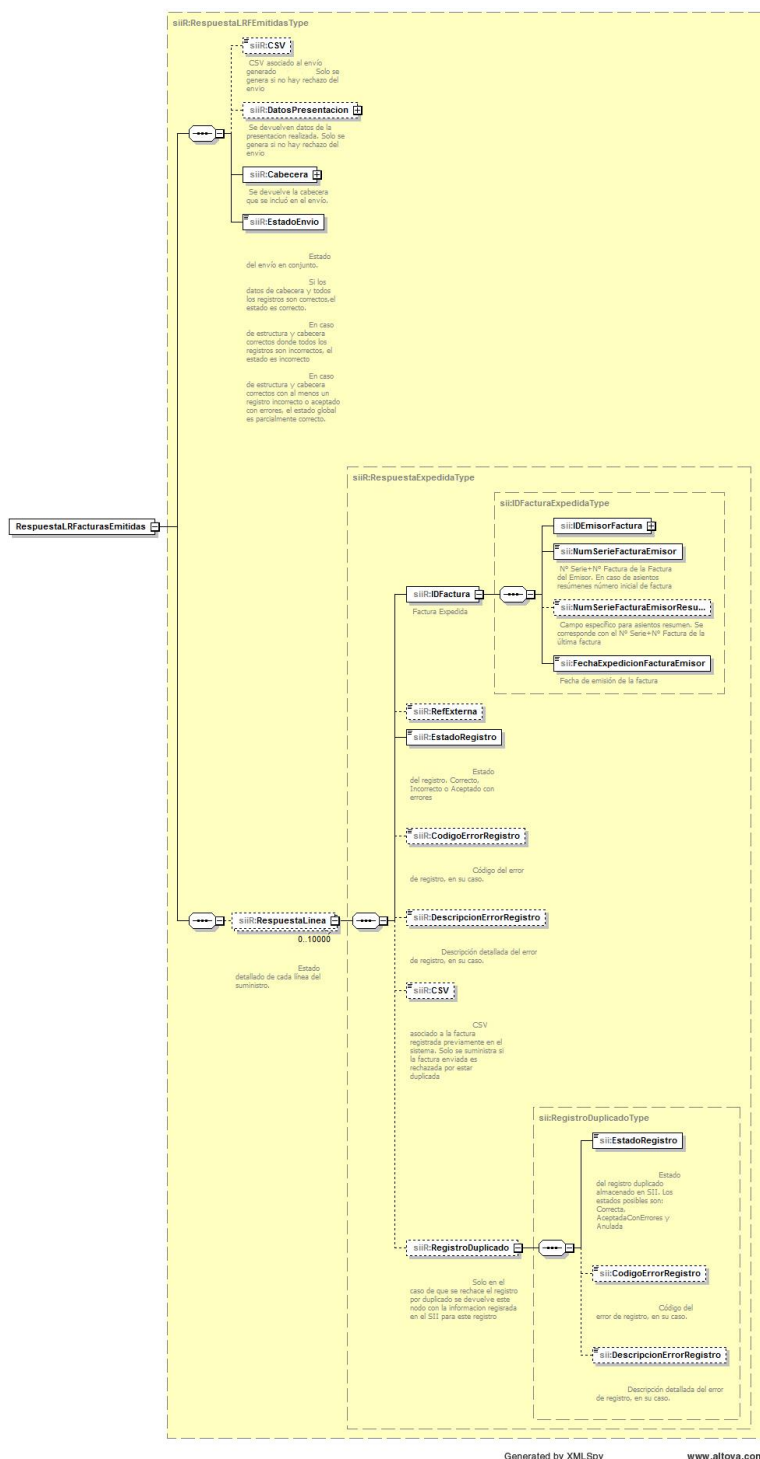 siiR:RespuestaLRFEmitidasType
siiR:CSV
CSV asociado al envío
generado Solo se
genera si no hay rechazo del
envio
siiR:DatosPresentacion
Se devuelven datos de la
presentacion realizada. Solo se
genera si no hay rechazo del
envio
siiR:Cabecera
Se devuelve la cabecera
que se incluó en el envío.
siiR:EstadoEnvio
Estado
del envío en conjunto.
Si los
datos de cabecera y todos
los registros son correctos,el
estado es correcto.
En caso
de estructura y cabecera
correctos donde todos los
registros son incorrectos, el
estado es incorrecto
En caso
de estructura y cabecera
correctos con al menos un
registro incorrecto o aceptado
con errores, el estado global
es parcialmente correcto.
RespuestaLRFacturasEmitidas
siiR:RespuestaExpedidaType
sii:IDFacturaExpedidaType
sii:IDEmisorFactura
sii:NumSerieFacturaEmisor
Nº Serie+Nº Factura de la Factura
del Emisor. En caso de asientos
resúmenes número inicial de factura
siiR:IDFactura
Factura Expedida
sii:NumSerieFacturaEmisorResu...
Campo específico para asientos resumen. Se
corresponde con el Nº Serie+Nº Factura de la
última factura
sii:FechaExpedicionFacturaEmisor
Fecha de emisión de la factura
siiR:RefExterna
siiR:EstadoRegistro
Estado
del registro. Correcto,
Incorrecto o Aceptado con
errores
siiR:CodigoErrorRegistro
Código del error
de registro, en su caso.
siiR:RespuestaLinea
0..10000
Estado
detallado de cada línea del
suministro.
siiR:DescripcionErrorRegistro
Descripción detallada del error
de registro, en su caso.
siiR:CSV
CSV
asociado a la factura
registrada previamente en el
sistema. Solo se suministra si
la factura enviada es
rechazada por estar
duplicada
sii:RegistroDuplicadoType
sii:EstadoRegistro
Estado
del registro duplicado
almacenado en SII. Los
estados posibles son:
Correcta,
AceptadaConErrores y
Anulada
siiR:RegistroDuplicado
Solo en el
caso de que se rechace el registro
por duplicado se devuelve este
nodo con la informacion regisrada
en el SII para este registro
sii:CodigoErrorRegistro
Código del
error de registro, en su caso.
sii:DescripcionErrorRegistro
Descripción detallada del error
de registro, en su caso.
Generated by XMLSpy www.altova.com